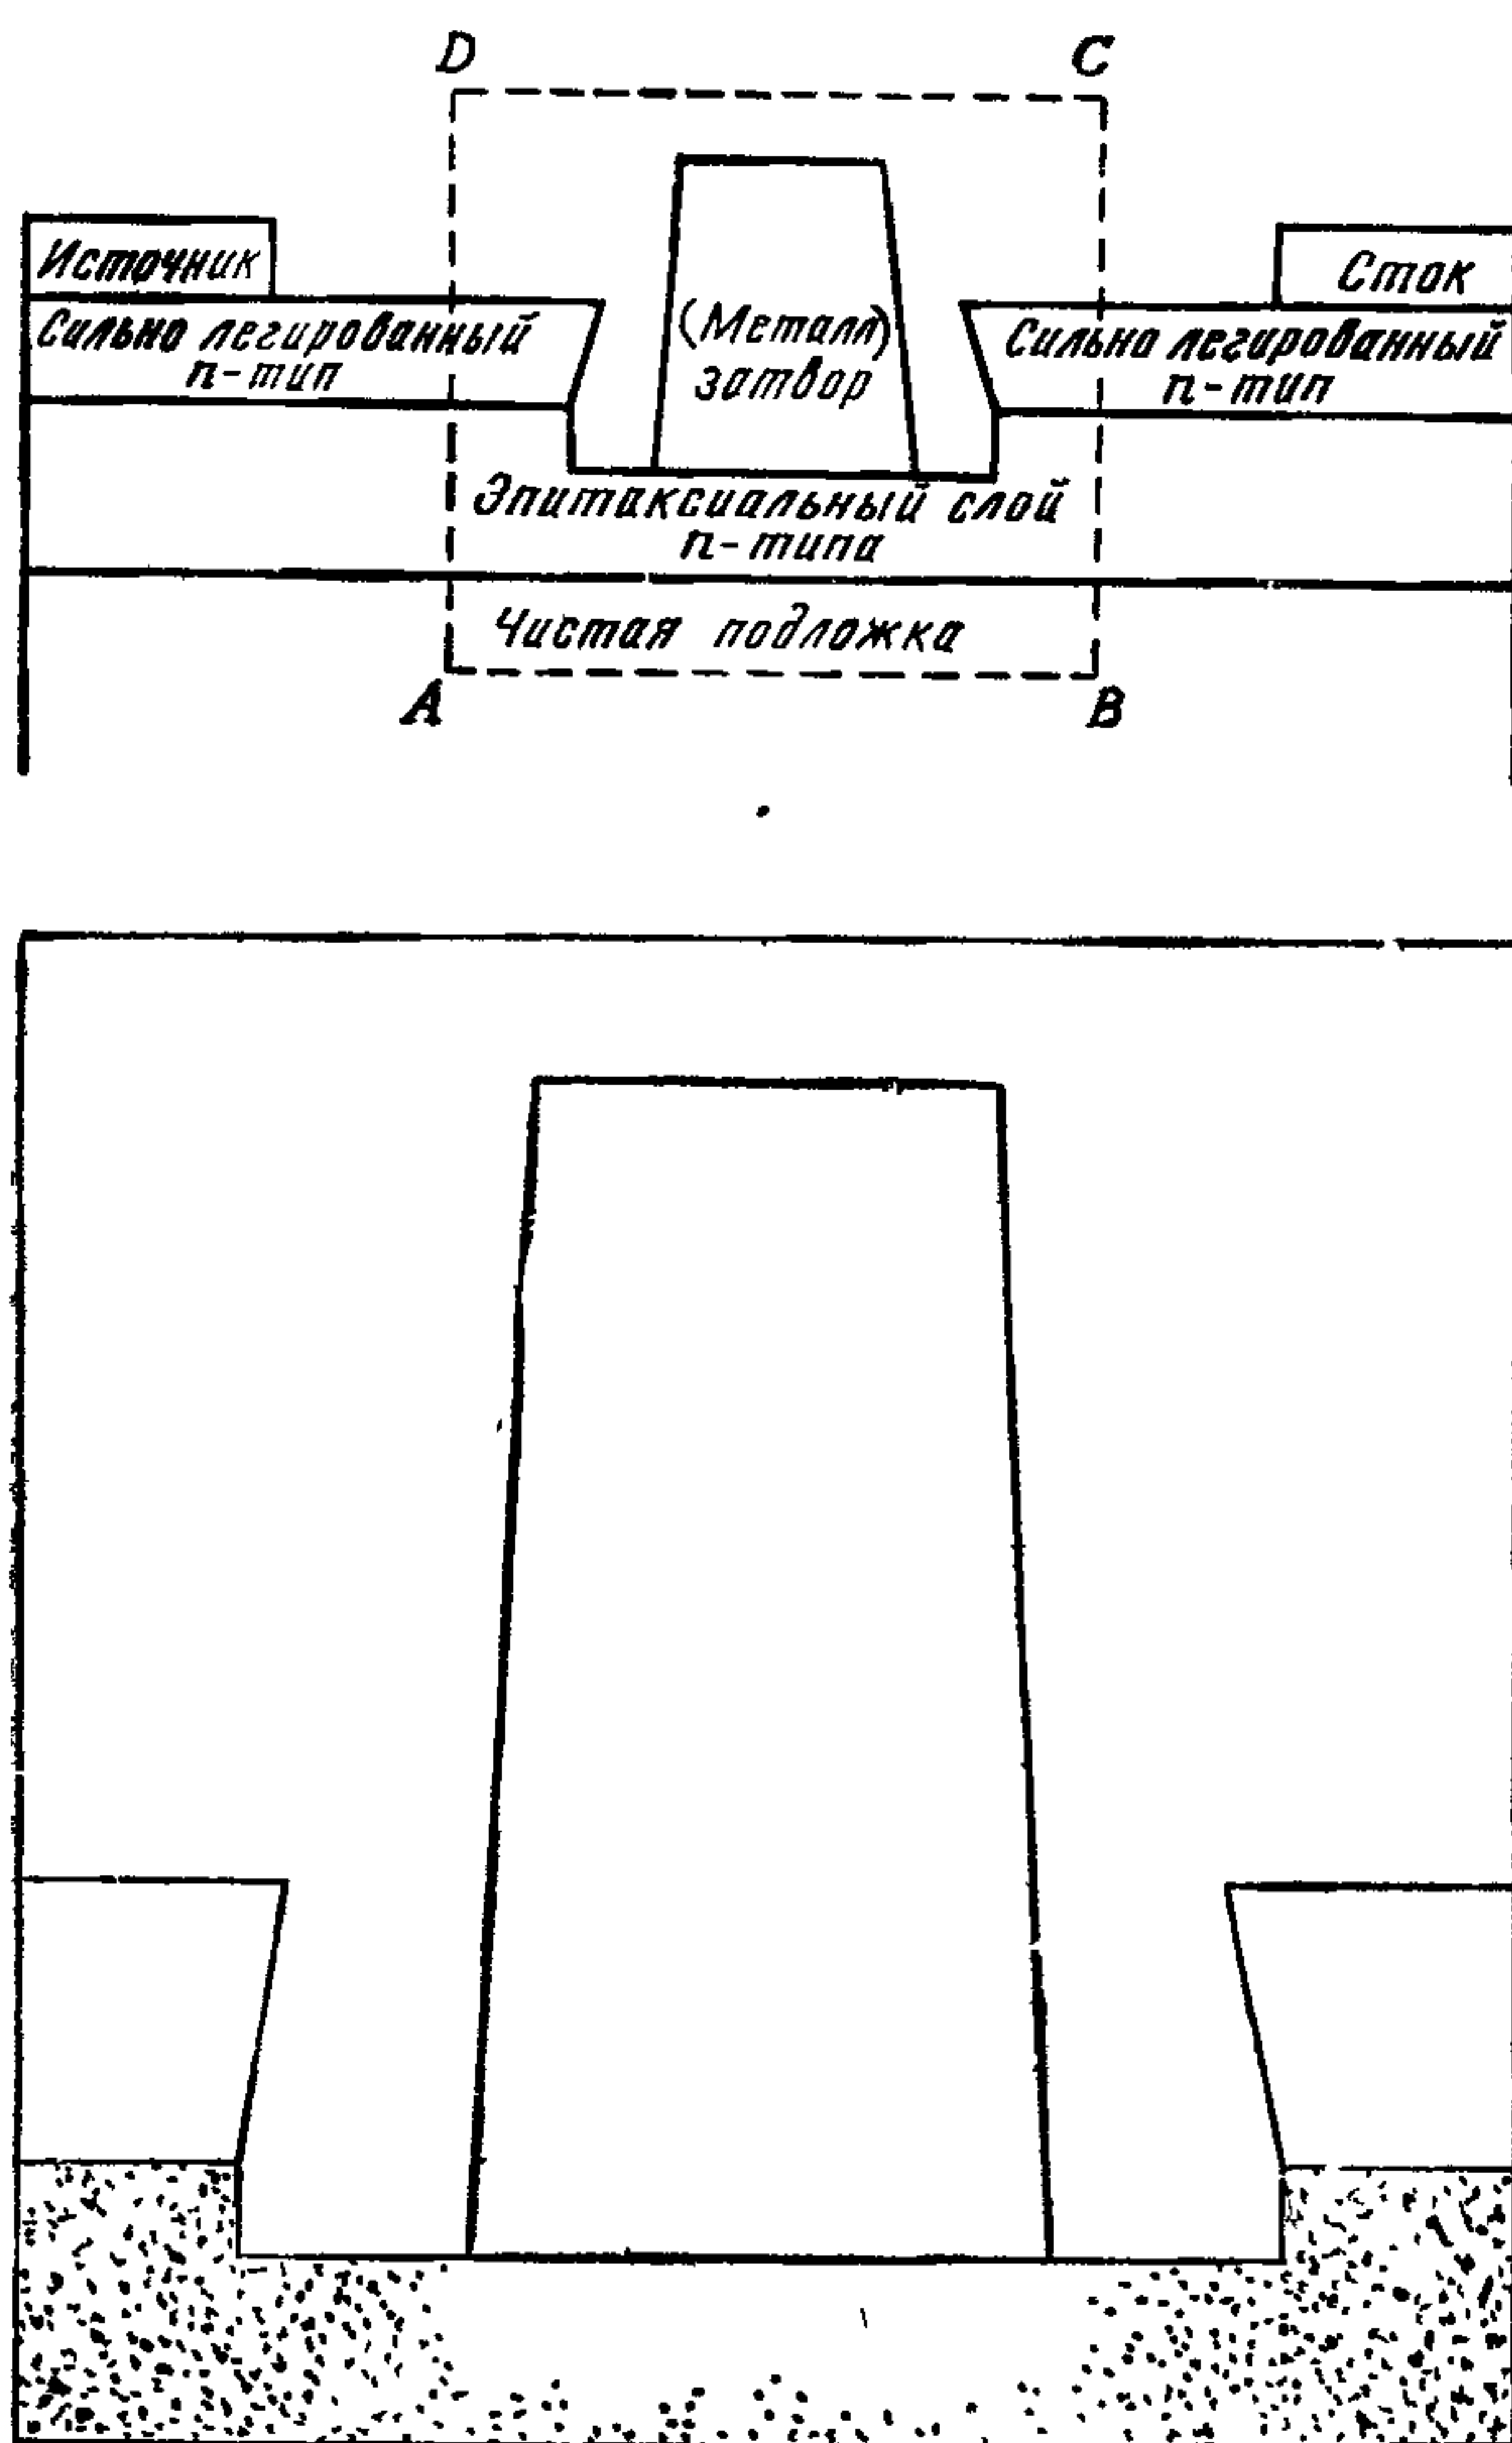 D
C
Источник
Сток
Сильно легированный
n-тип
(Металл)
затвор
Сильно легированный
n-тип
Эпитаксиальный слой
n-типа
Чистая подложка
A
B